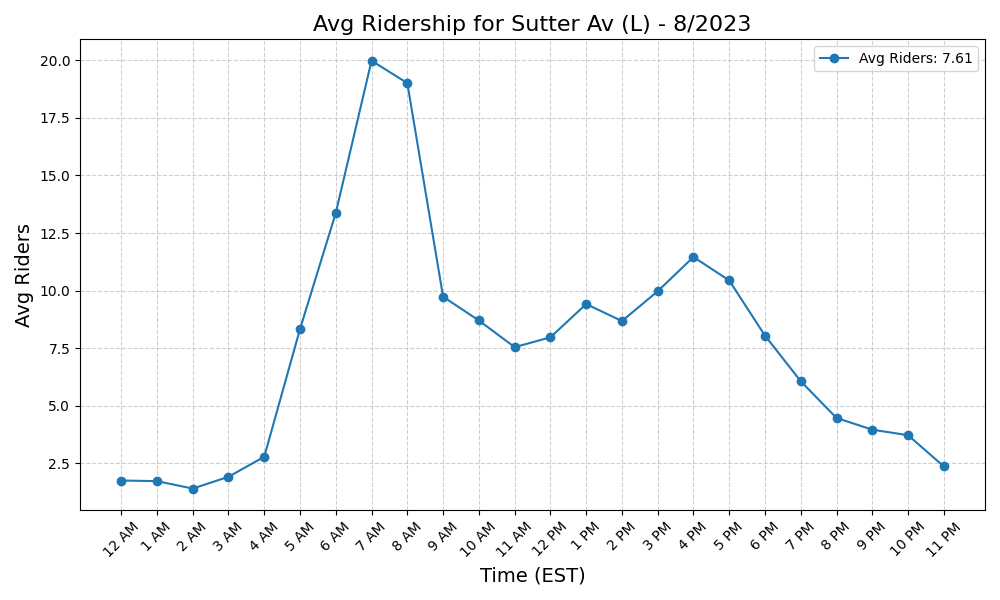 Avg Ridership for Sutter Av (L) - 8/2023
Avg Riders: 7.61
Avg Riders
20.0
17.5
15.0
12.5
10.0
7.5
5.0
2.5
12 AM
1 AM
2 AM
3 AM
4 AM
5 AM
6 AM
7 AM
8 AM
9 AM
10 AM
11 AM
12 PM
1 PM
2 PM
3 PM
4 PM
5 PM
6 PM
7 PM
8 PM
9 PM
10 PM
11 PM
Time (EST)